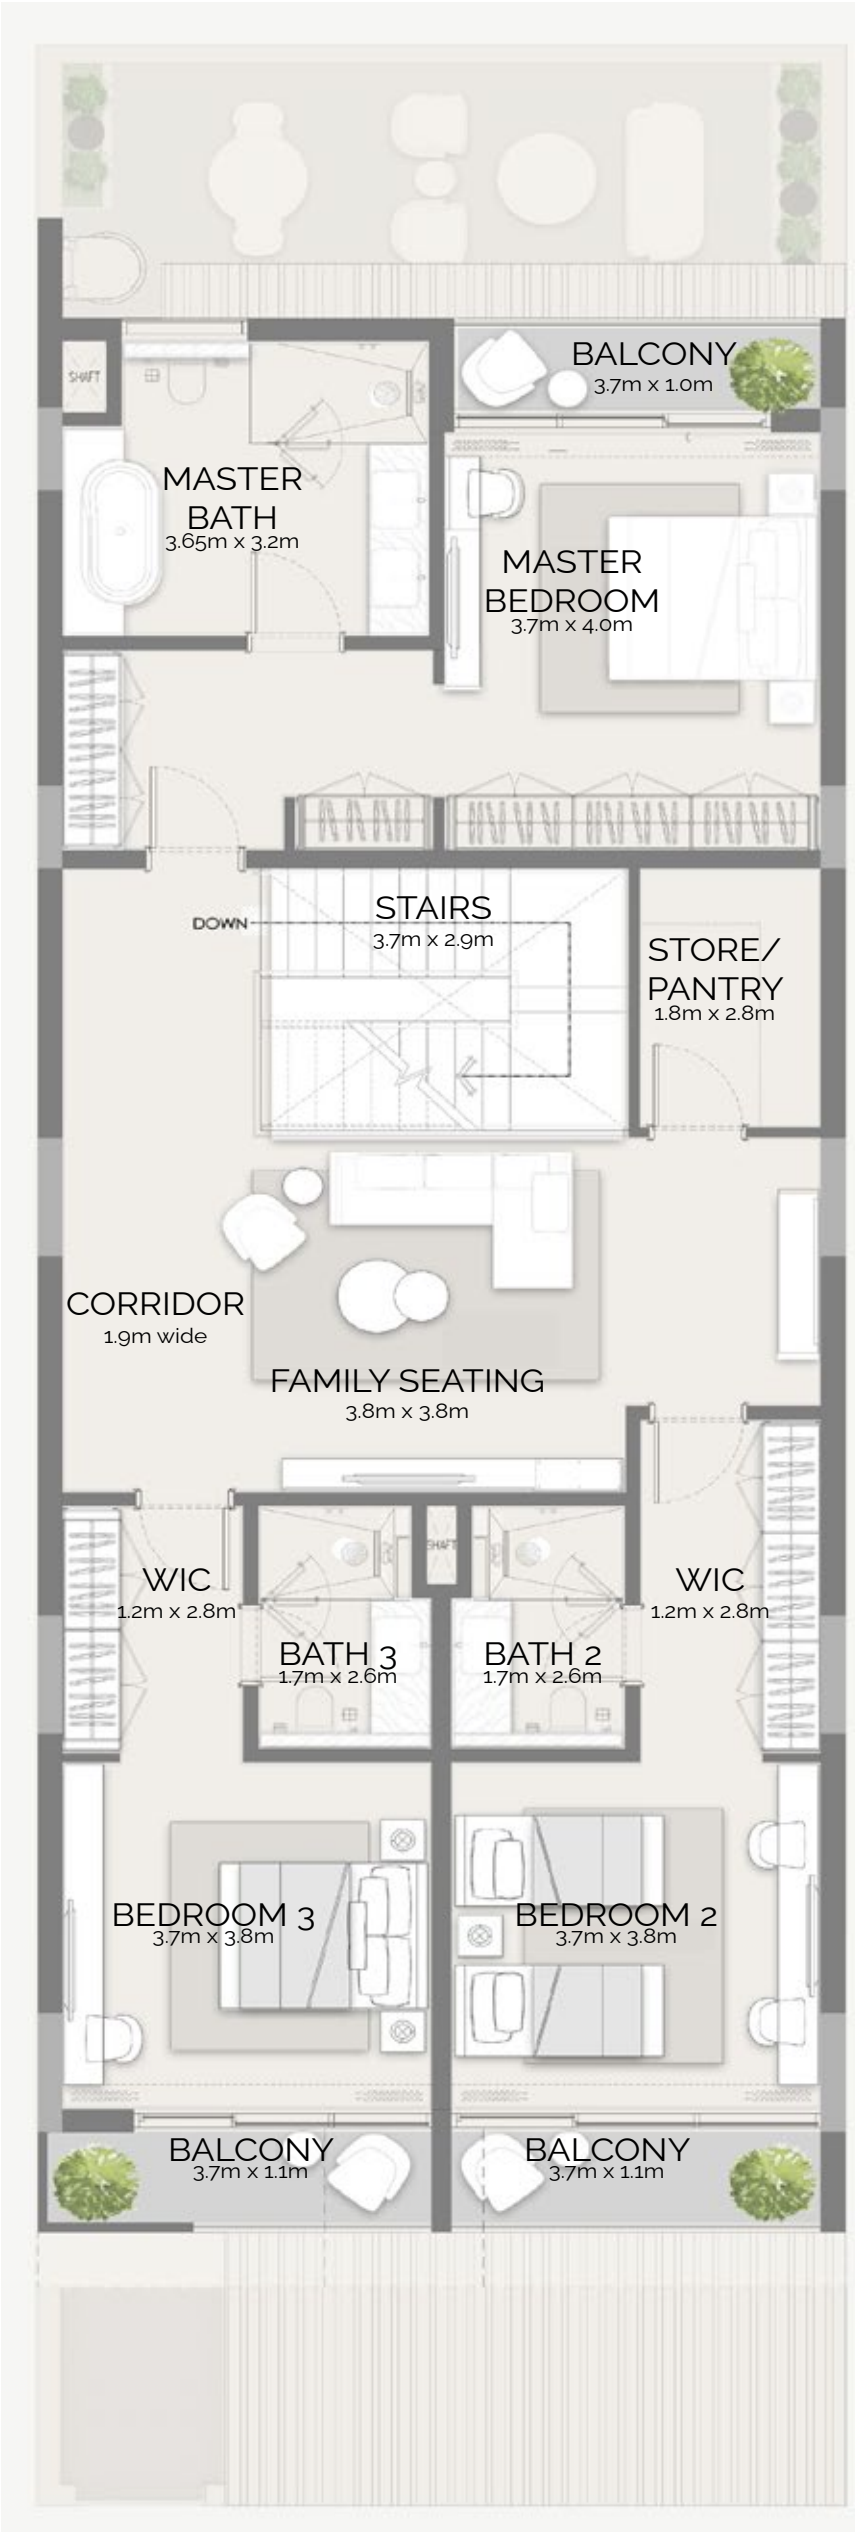 BALCONY
3.7m x 1.0m
SHAFT
MASTER
BATH
3.65m x 3.2m
MASTER
BEDROOM
3.7m x 4.0m
STAIRS
3.7m x 2.9m
DOWN
STORE/
PANTRY
1.8m x 2.8m
CORRIDOR
1.9m wide
FAMILY SEATING
3.8m x 3.8m
SHAFT
WIC
1.2m x 2.8m
WIC
1.2m x 2.8m
BATH 3
1.7m x 2.6m
BATH 2
1.7m x 2.6m
BEDROOM 3
3.7m x 3.8m
BEDROOM 2
3.7m x 3.8m
BALCONY
3.7m x 1.1m
BALCONY
3.7m x 1.1m